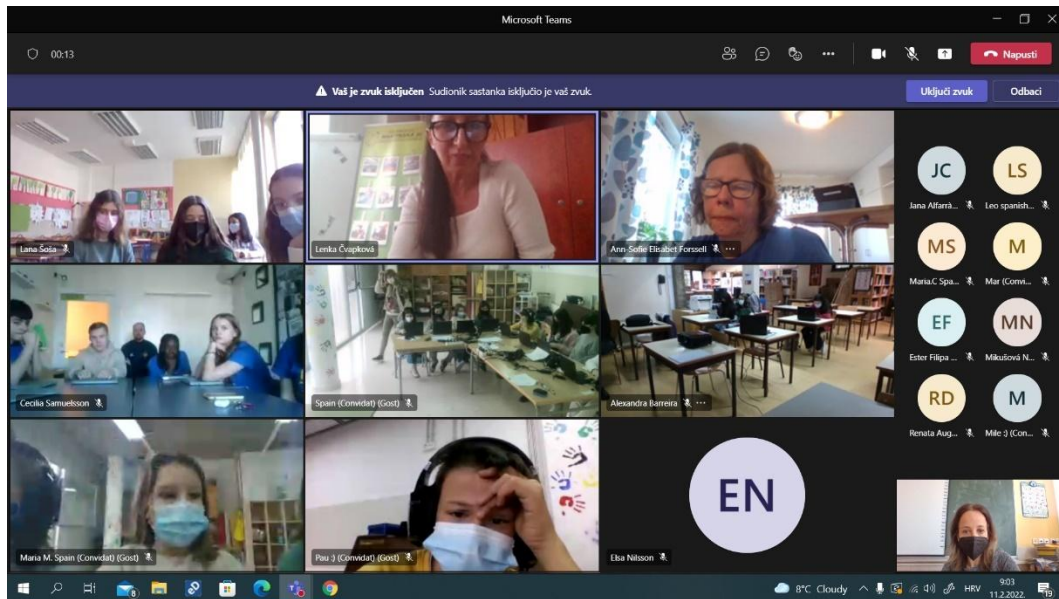 Microsoft Teams
00:13
Napusti
Vaš je zvuk isključen Sudionik sastanka isključio je vaš zvuk.
Uključi zvuk
Odbaci
Lana Šoša
Lenka Čvapková
Ann-Sofie Elisabet Forssell
JC
LS
Jana Alfarrà...
Leo spanish...
MS
M
Maria.C Spa...
Mar (Convi...
Cecilia Samuelsson
Spain (Convidat) (Gost)
Alexandra Barreira
EF
MN
Ester Filipa ...
Mikušová N...
RD
M
Renata Aug...
Mile :) (Con...
Maria M. Spain (Convidat) (Gost)
Pau ;) (Convidat) (Gost)
EN
Elsa Nilsson
8°C Cloudy
HRV
9:03
11.2.2022.
19